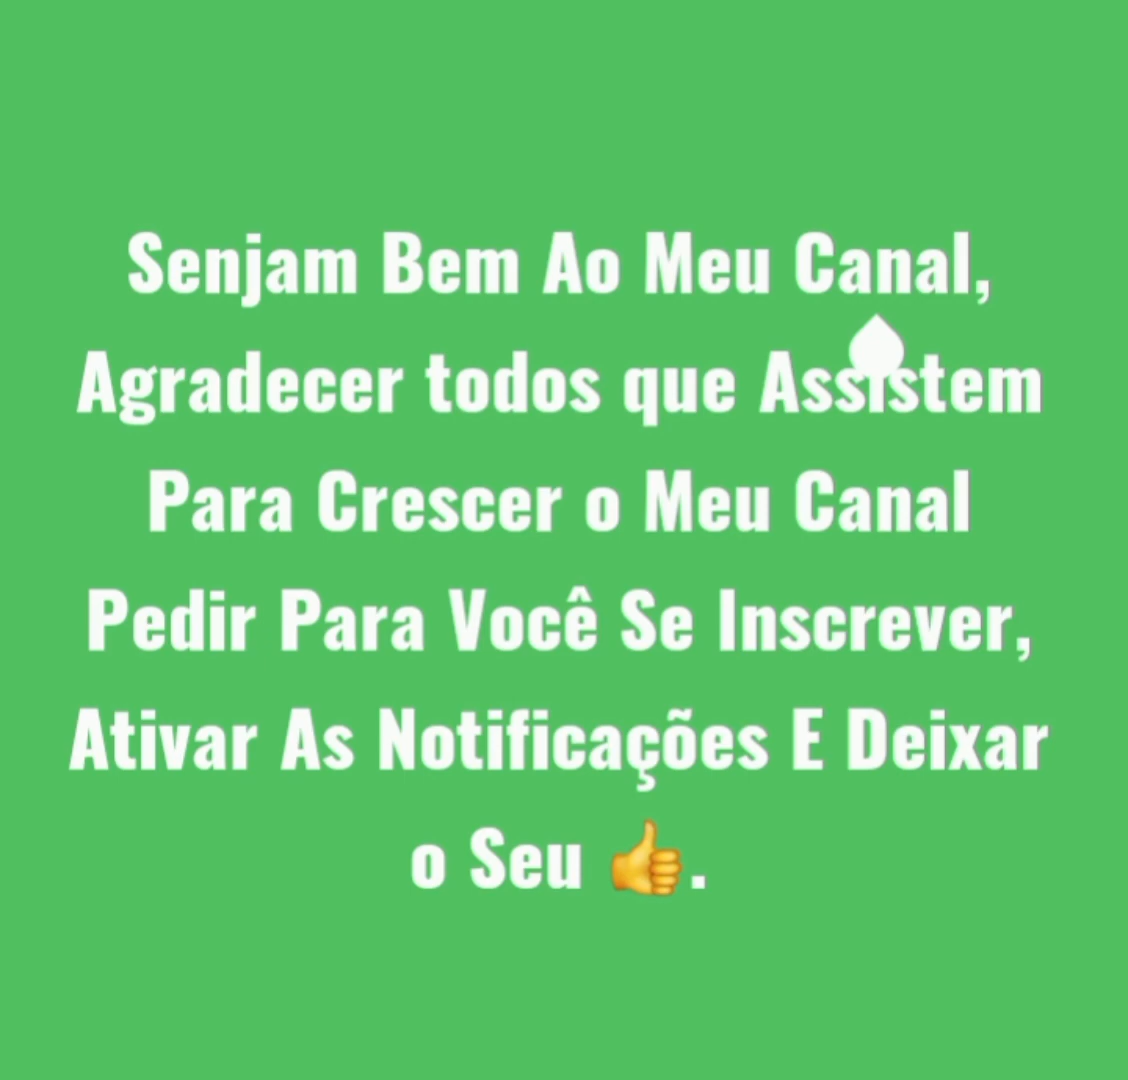 Senjam Bem Ao Meu Canal,
Agradecer todos que Assistem
Para Crescer o Meu Canal
Pedir Para Você Se Inscrever,
Ativar As Notificações E Deixar
o Seu 👍.